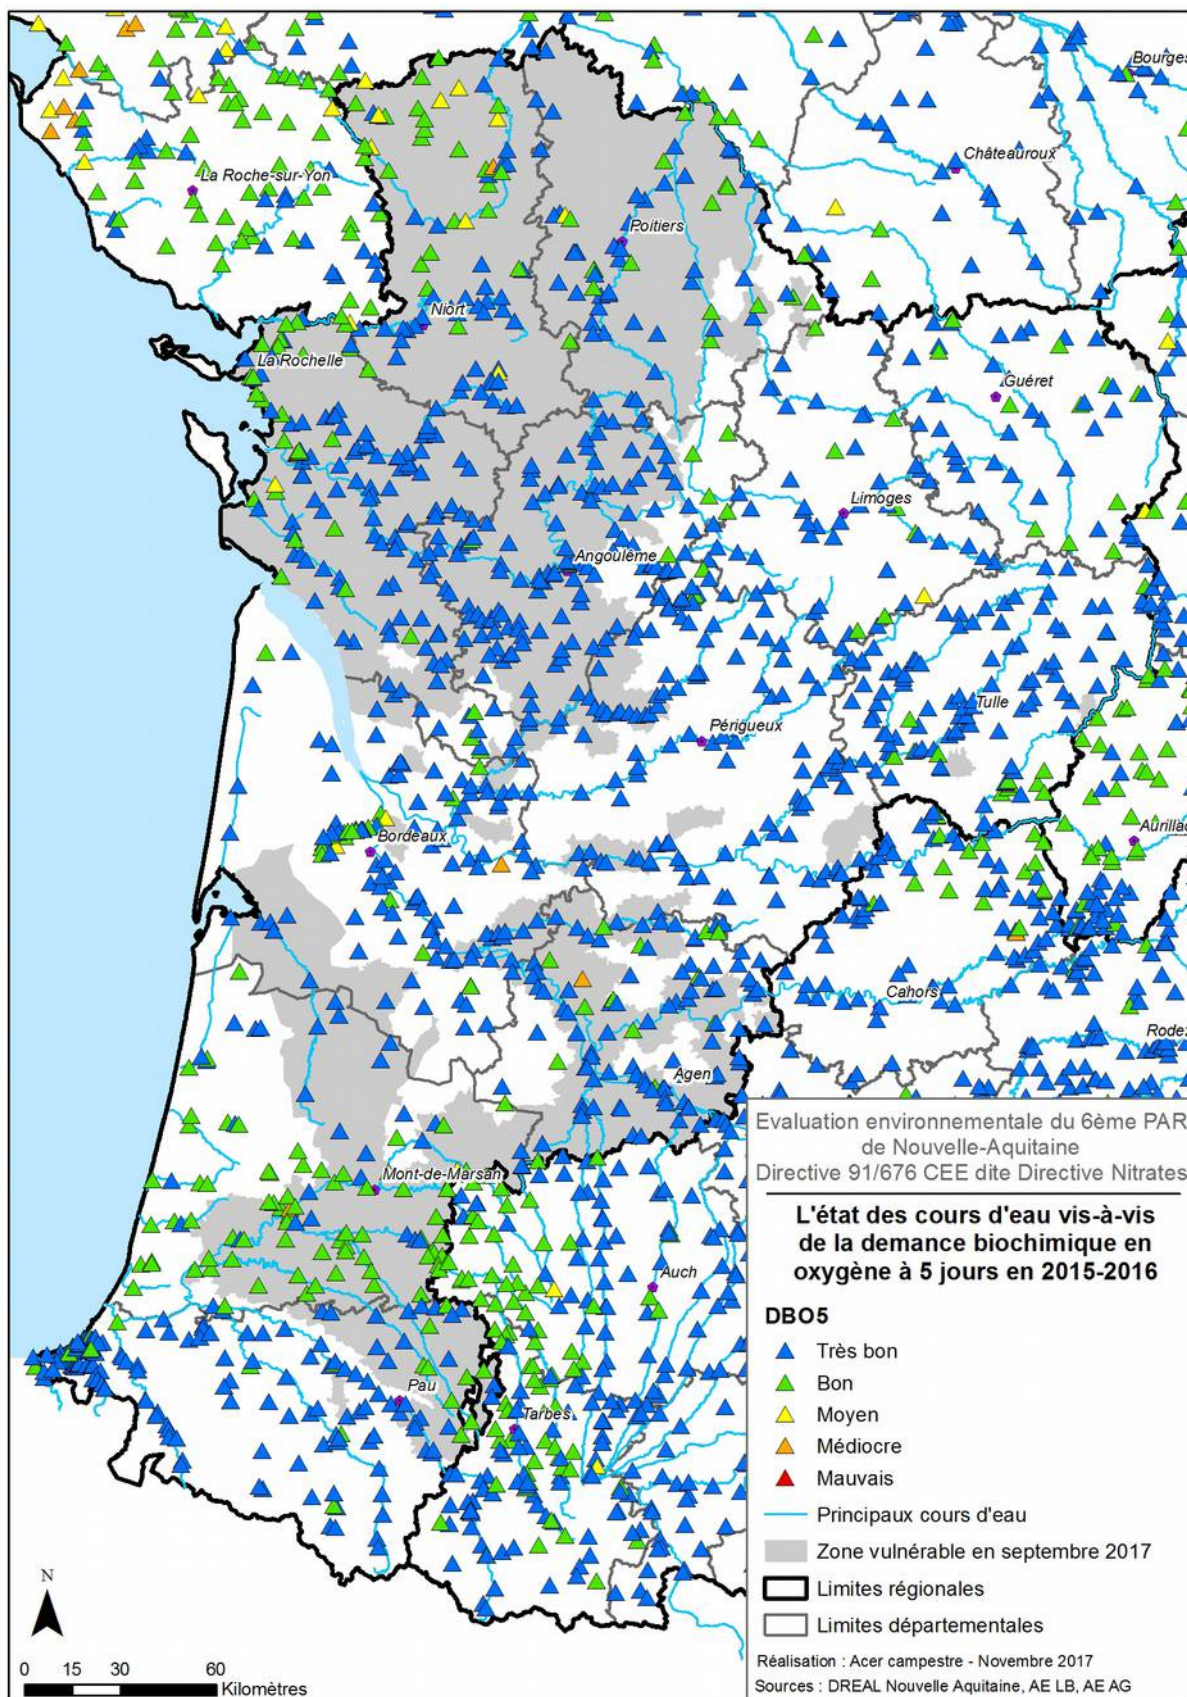 Bourges
Châteauroux
La Roche-sur-Yon
Poitiers
Niort
La Rochelle
Guéret
Limoges
Angoulême
Tulle
Périgueux
Bordeaux
Aurillac
Cahors
Rodez
Agen
Mont-de-Marsan
Auch
Pau
Tarbes
Evaluation environnementale du 6ème PAR
de Nouvelle-Aquitaine
Directive 91/676 CEE dite Directive Nitrates
L'état des cours d'eau vis-à-vis
de la demance biochimique en
oxygène à 5 jours en 2015-2016
DBO5
Très bon
Bon
Moyen
Médiocre
Mauvais
Principaux cours d'eau
Zone vulnérable en septembre 2017
Limites régionales
Limites départementales
Réalisation : Acer campestre - Novembre 2017
Sources : DREAL Nouvelle Aquitaine, AE LB, AE AG
N
0 15 30 60
Kilomètres